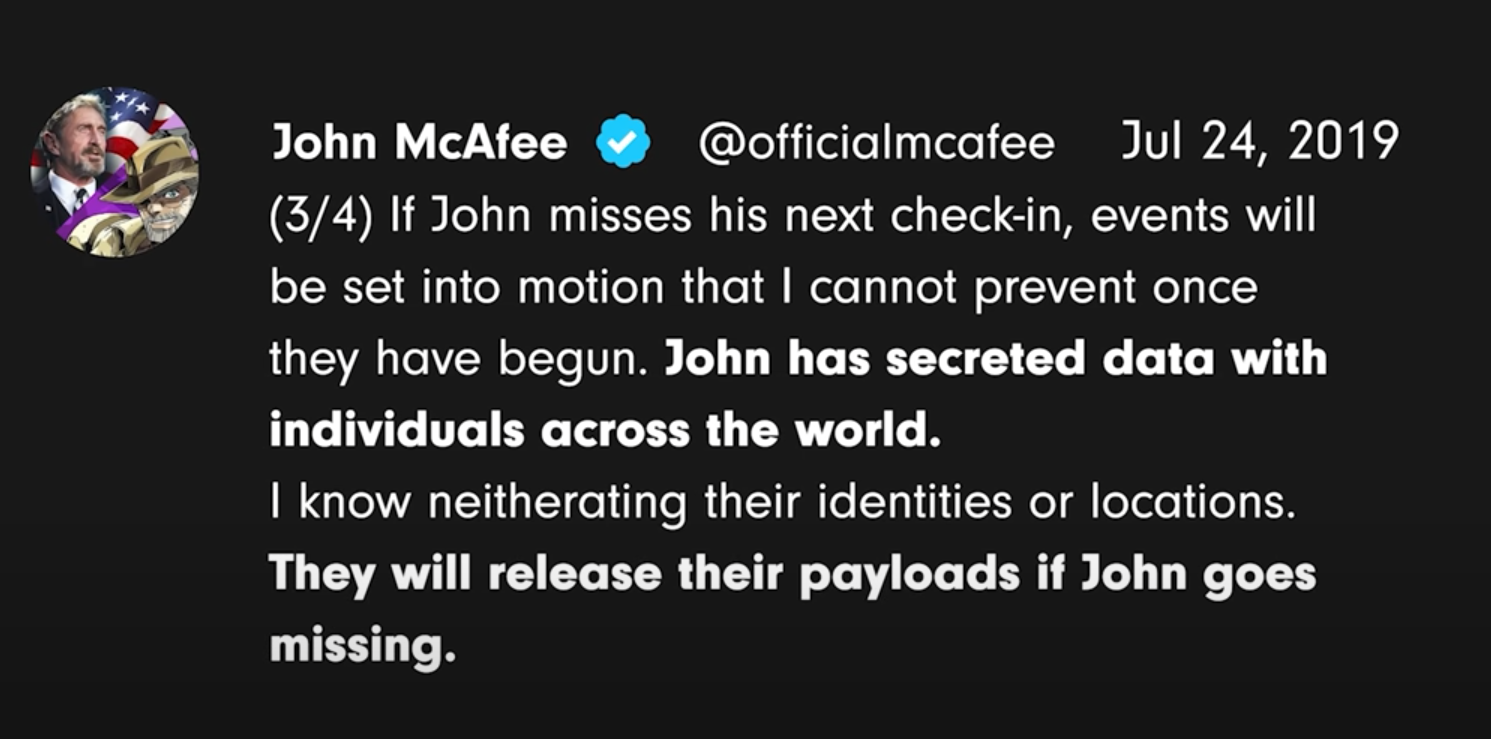 John McAfee @officialmcafee Jul 24, 2019
(3/4) If John misses his next check-in, events will
be set into motion that I cannot prevent once
they have begun. John has secreted data with
individuals across the world.
I know neitherating their identities or locations.
They will release their payloads if John goes
missing.